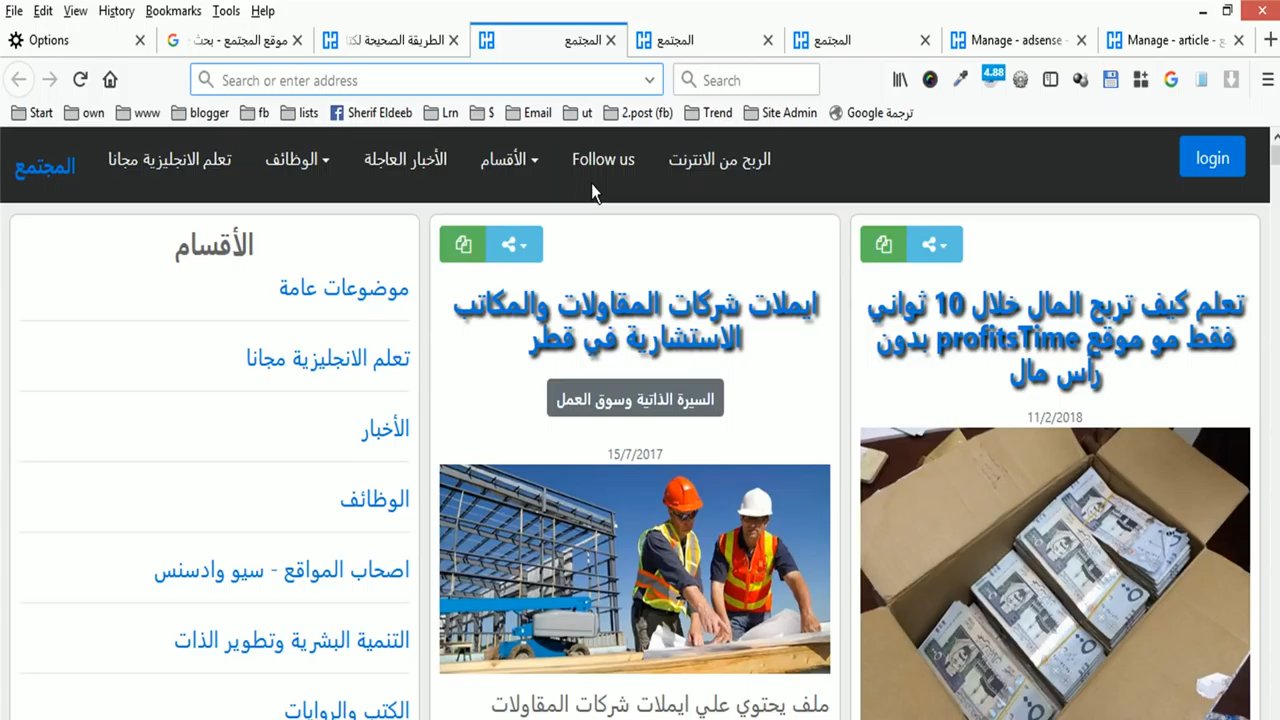 File Edit View History Bookmarks Tools Help
Options
موقع المجتمع - بحث
الطريقة الصحيحة لكتا
المجتمع
المجتمع
المجتمع
Manage - adsense -
Manage - article -
Search or enter address
Search
4.88
Start own www blogger fb lists Sherif Eldeeb Lrn $ Email ut 2.post (fb) Trend Site Admin ترجمة Google
المجتمع
تعلم الانجليزية مجانا
الوظائف
الأخبار العاجلة
الأقسام
Follow us
الربح من الانترنت
login
الأقسام
موضوعات عامة
تعلم الانجليزية مجانا
الأخبار
الوظائف
اصحاب المواقع - سيو وادسنس
التنمية البشرية وتطوير الذات
الكتب والروايات
ايملات شركات المقاولات والمكاتب
الاستشارية في قطر
السيرة الذاتية وسوق العمل
15/7/2017
ملف يحتوي علي ايملات شركات المقاولات
تعلم كيف تربح المال خلال 10 ثواني
فقط مو موقع profitsTime بدون
رأس مال
11/2/2018